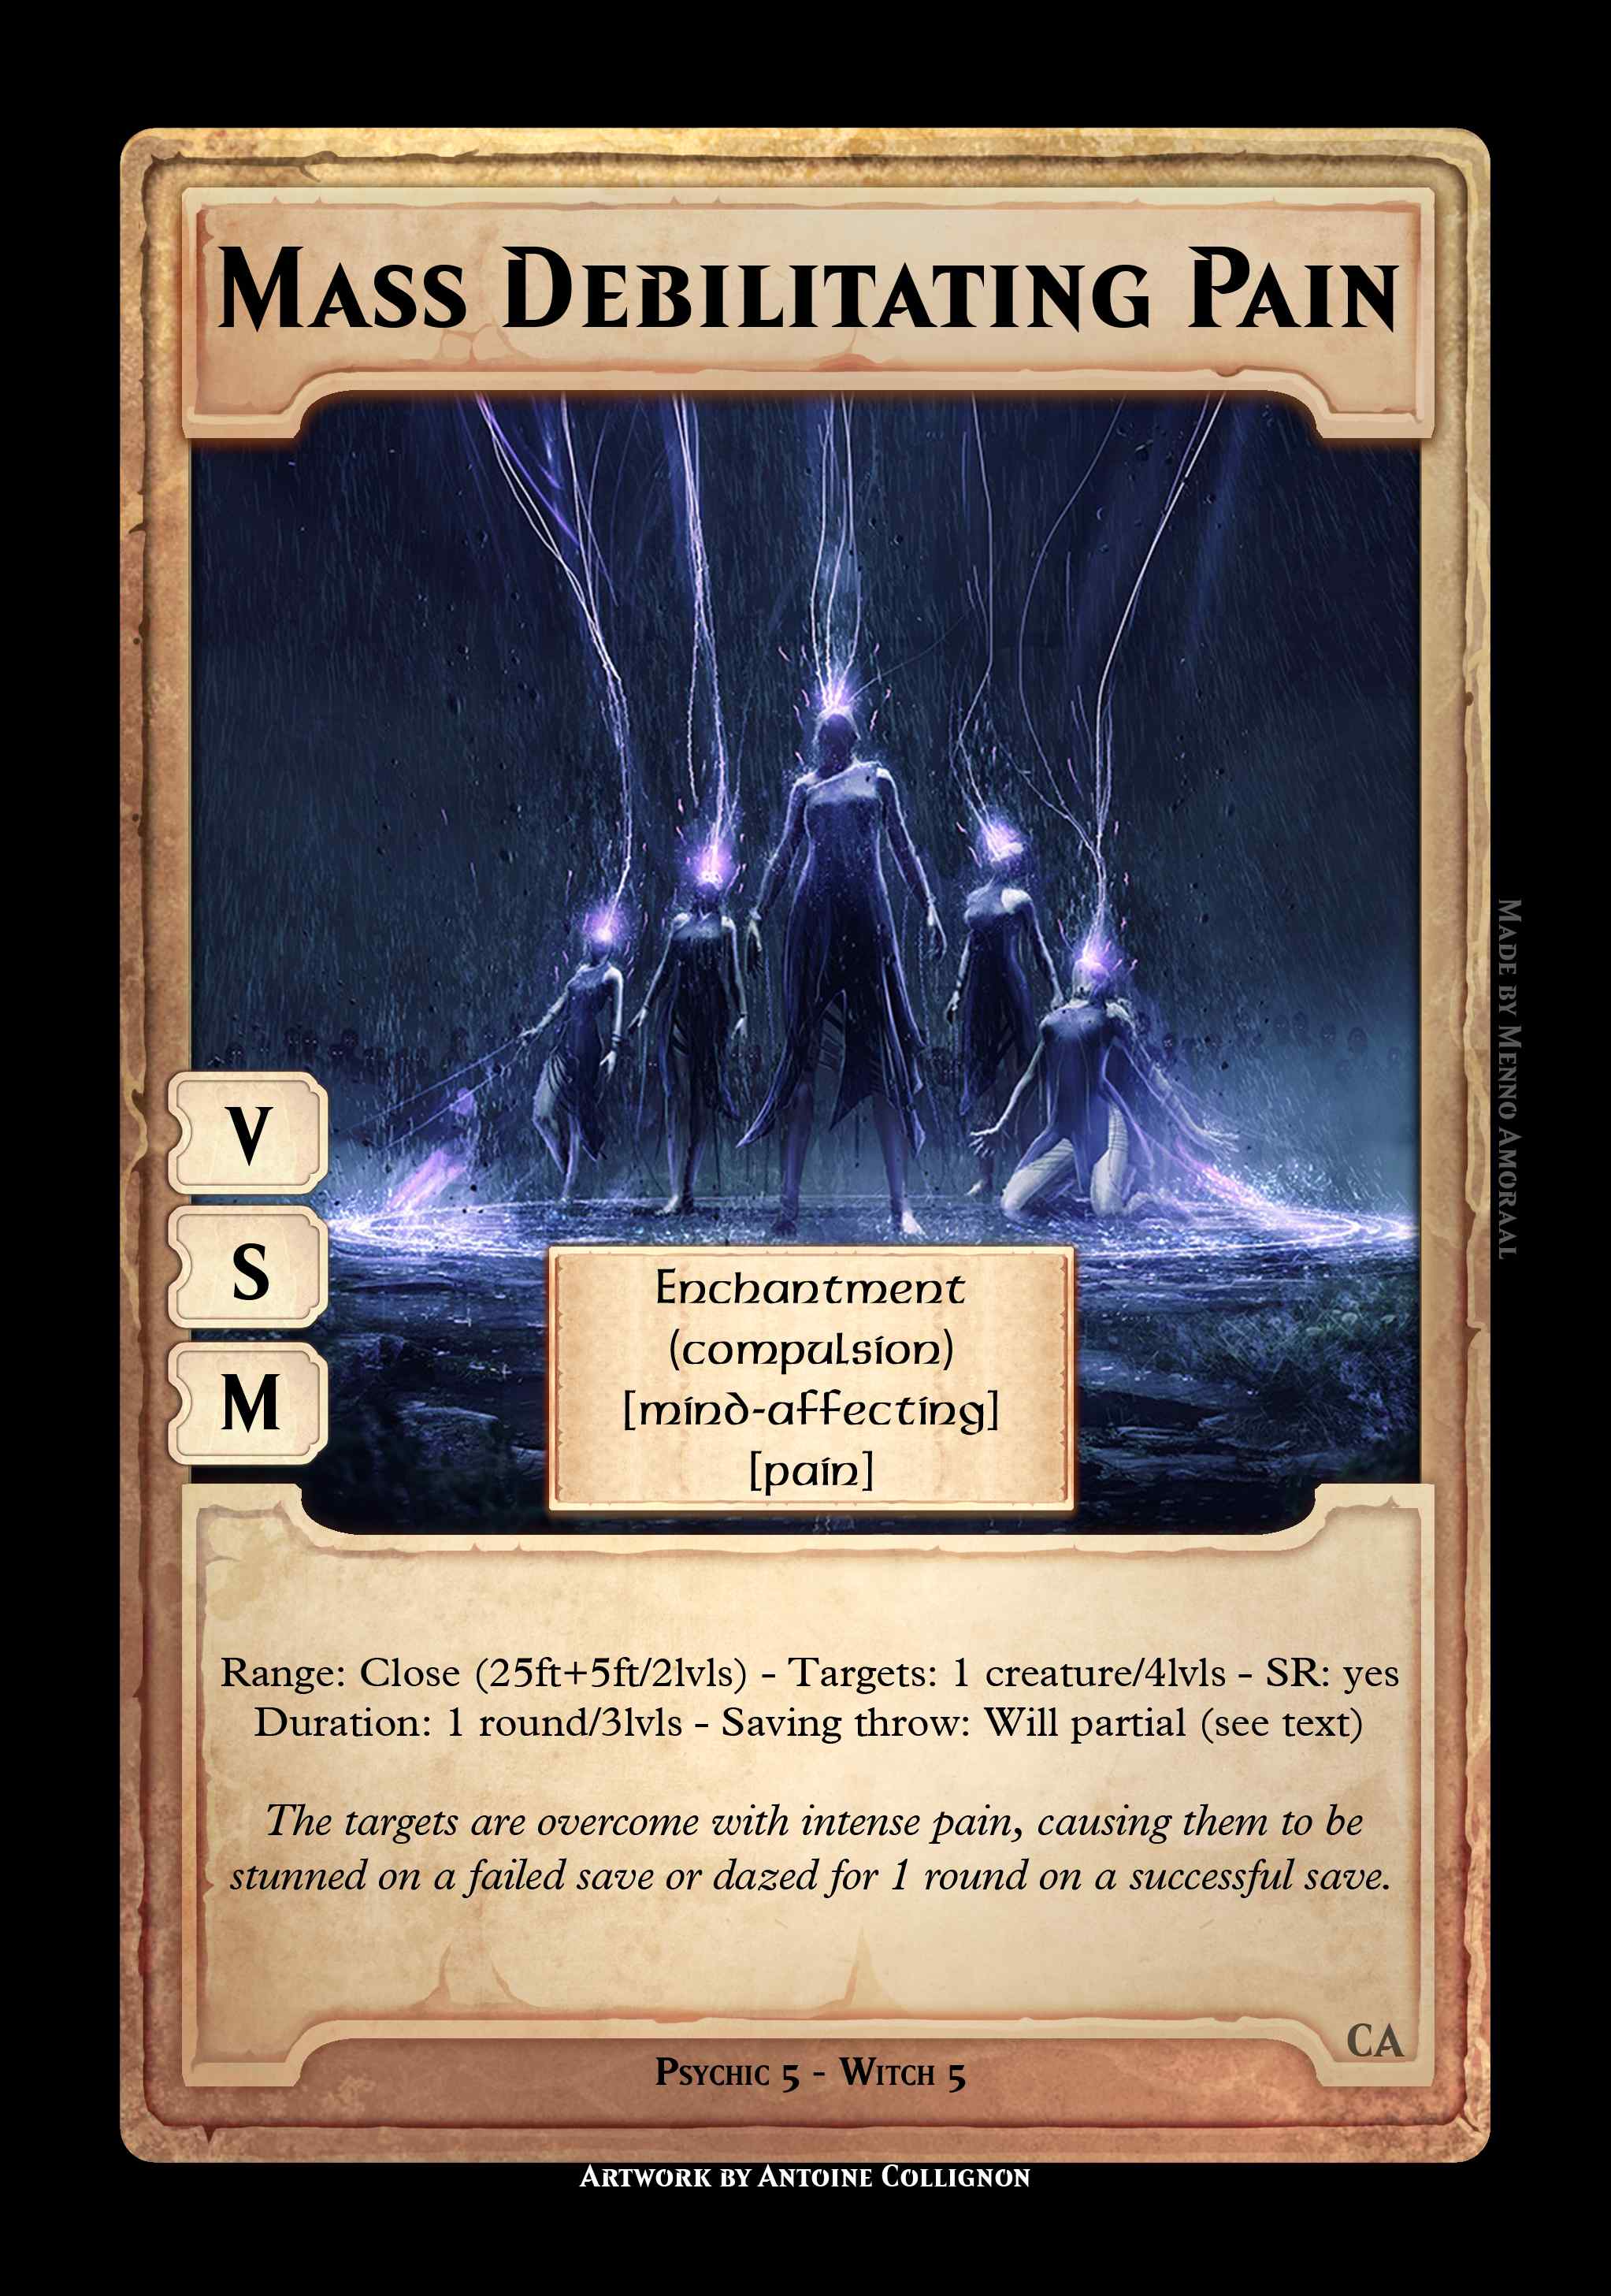 Mass Debilitating Pain
V
S
M
Enchantment
(compulsion)
[mind-affecting]
[pain]
Range: Close (25ft+5ft/2lvls) - Targets: 1 creature/4lvls - SR: yes
Duration: 1 round/3lvls - Saving throw: Will partial (see text)
The targets are overcome with intense pain, causing them to be
stunned on a failed save or dazed for 1 round on a successful save.
CA
Psychic 5 - Witch 5
Artwork by Antoine Collignon
Made by Menno Amoraal